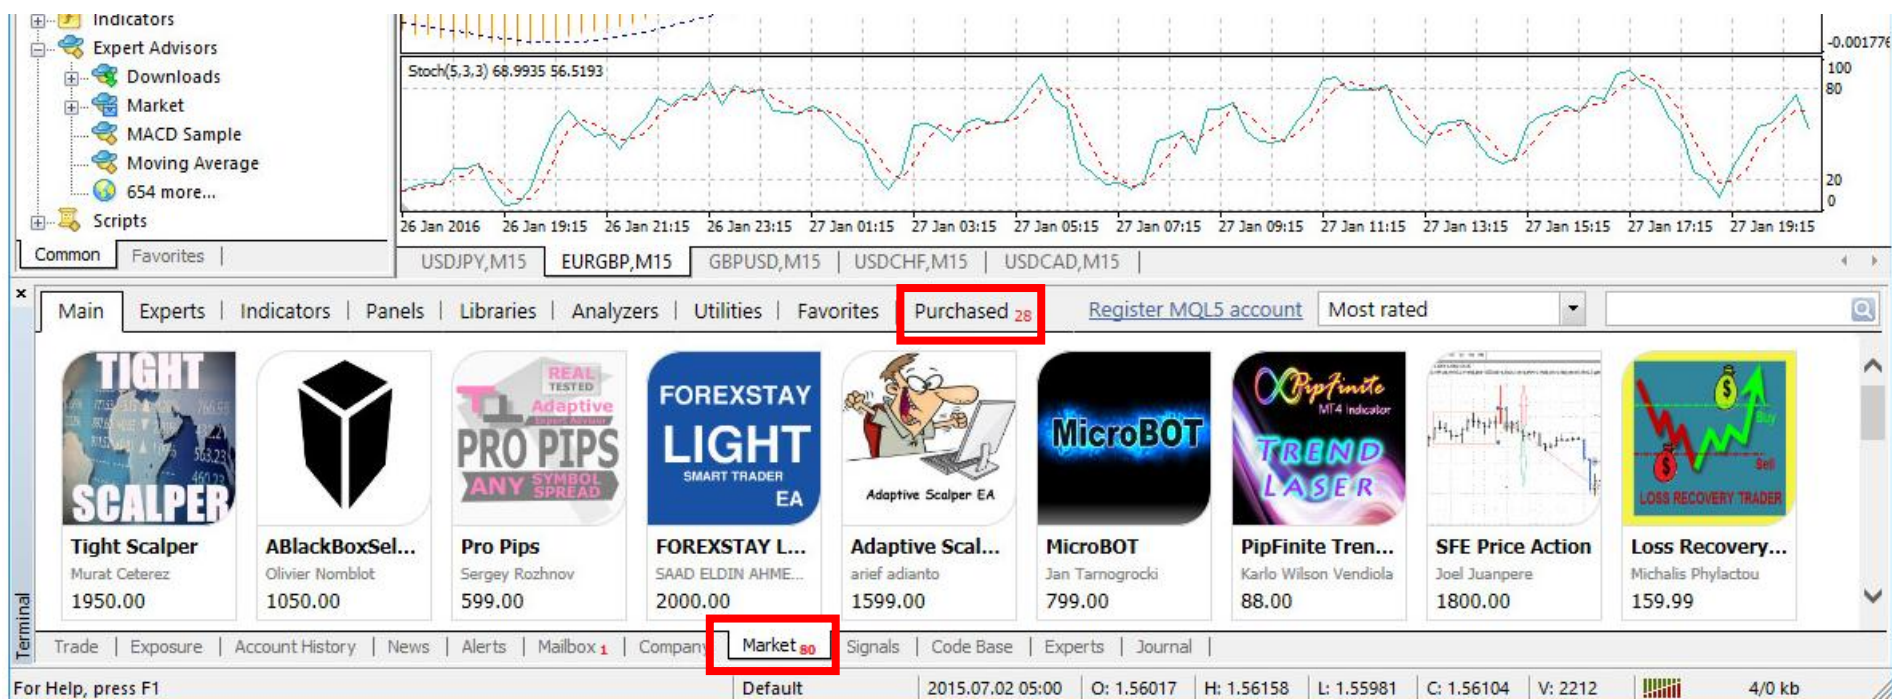 Indicators
Expert Advisors
Downloads
Market
MACD Sample
Moving Average
654 more...
Scripts
Common Favorites
-0.001776
Stoch(5,3,3) 68.9935 56.5193
100
80
20
0
26 Jan 2016 26 Jan 19:15 26 Jan 21:15 26 Jan 23:15 27 Jan 01:15 27 Jan 03:15 27 Jan 05:15 27 Jan 07:15 27 Jan 09:15 27 Jan 11:15 27 Jan 13:15 27 Jan 15:15 27 Jan 17:15 27 Jan 19:15
USDJPY,M15 EURGBP,M15 GBPUSD,M15 USDCHF,M15 USDCAD,M15
Main Experts Indicators Panels Libraries Analyzers Utilities Favorites Purchased 28 Register MQL5 account Most rated
TIGHT
SCALPER
REAL
TESTED
Adaptive
Expert Advisor
PRO PIPS
ANY SYMBOL
SPREAD
FOREXSTAY
LIGHT
SMART TRADER
EA
Adaptive Scalper EA
MicroBOT
PipFinite
MT4 Indicator
TREND
LASER
Buy
Sell
LOSS RECOVERY TRADER
Tight Scalper ABlackBoxSel... Pro Pips FOREXSTAY L... Adaptive Scal... MicroBOT PipFinite Tren... SFE Price Action Loss Recovery...
Murat Ceterez Olivier Nomblot Sergey Rozhnov SAAD ELDIN AHME... arief adianto Jan Tarnogrocki Karlo Wilson Vendiola Joel Juanpere Michalis Phylactou
1950.00 1050.00 599.00 2000.00 1599.00 799.00 88.00 1800.00 159.99
Terminal
Trade Exposure Account History News Alerts Mailbox 1 Company Market 80 Signals Code Base Experts Journal
For Help, press F1 Default 2015.07.02 05:00 O: 1.56017 H: 1.56158 L: 1.55981 C: 1.56104 V: 2212 4/0 kb